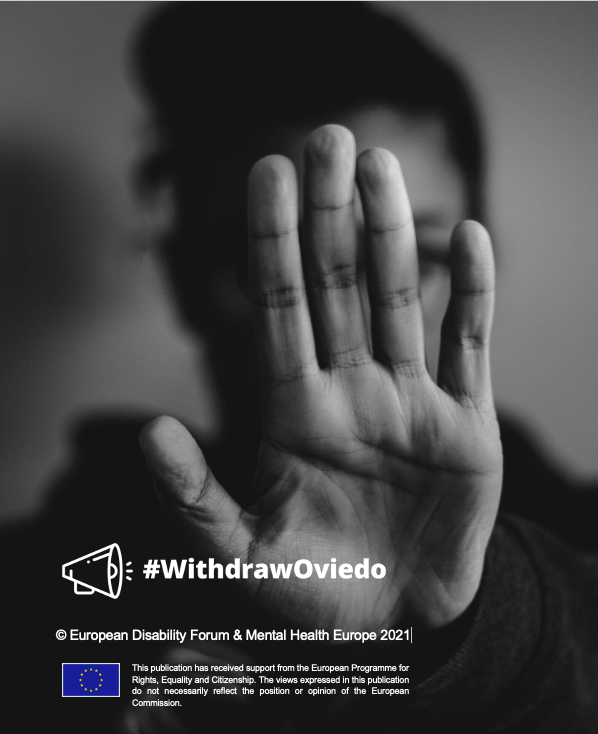 #WithdrawOviedo
© European Disability Forum & Mental Health Europe 2021
This publication has received support from the European Programme for
Rights, Equality and Citizenship. The views expressed in this publication
do not necessarily reflect the position or opinion of the European
Commission.